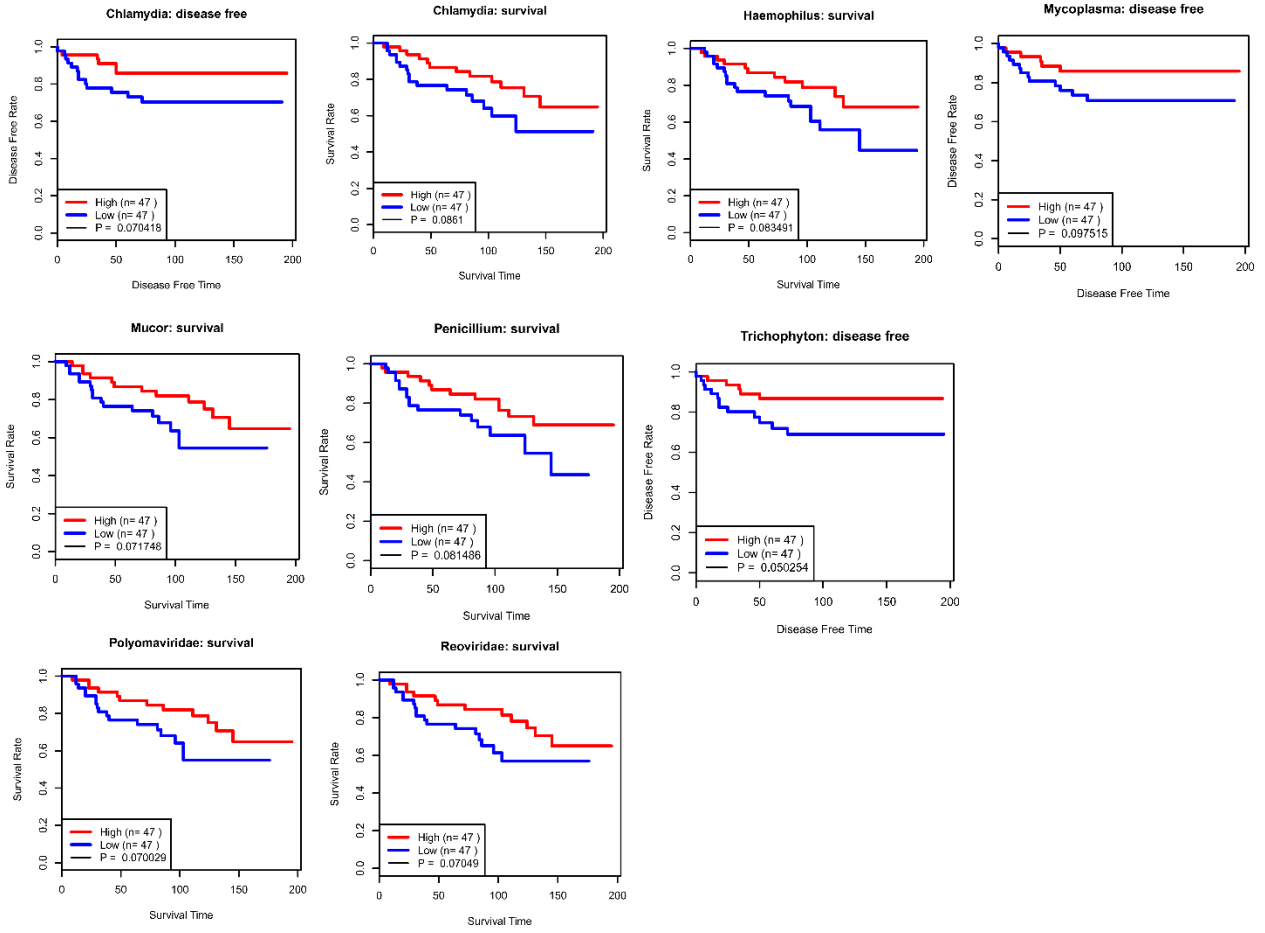 Chlamydia: disease free
Disease Free Rate
0.0 0.2 0.4 0.6 0.8 1.0
High (n= 47 )
Low (n= 47 )
P = 0.070418
0 50 100 150 200
Disease Free Time
Chlamydia: survival
Survival Rate
0.0 0.2 0.4 0.6 0.8 1.0
High (n= 47 )
Low (n= 47 )
P = 0.0861
0 50 100 150 200
Survival Time
Haemophilus: survival
Survival Rate
0.0 0.2 0.4 0.6 0.8 1.0
High (n= 47 )
Low (n= 47 )
P = 0.083491
0 50 100 150 200
Survival Time
Mycoplasma: disease free
Disease Free Rate
0.0 0.2 0.4 0.6 0.8 1.0
High (n= 47 )
Low (n= 47 )
P = 0.097515
0 50 100 150 200
Disease Free Time
Mucor: survival
Survival Rate
0.0 0.2 0.4 0.6 0.8 1.0
High (n= 47 )
Low (n= 47 )
P = 0.071748
0 50 100 150 200
Survival Time
Penicillium: survival
Survival Rate
0.0 0.2 0.4 0.6 0.8 1.0
High (n= 47 )
Low (n= 47 )
P = 0.081486
0 50 100 150 200
Survival Time
Trichophyton: disease free
Disease Free Rate
0.0 0.2 0.4 0.6 0.8 1.0
High (n= 47 )
Low (n= 47 )
P = 0.050254
0 50 100 150 200
Disease Free Time
Polyomaviridae: survival
Survival Rate
0.0 0.2 0.4 0.6 0.8 1.0
High (n= 47 )
Low (n= 47 )
P = 0.070029
0 50 100 150 200
Survival Time
Reoviridae: survival
Survival Rate
0.0 0.2 0.4 0.6 0.8 1.0
High (n= 47 )
Low (n= 47 )
P = 0.07049
0 50 100 150 200
Survival Time